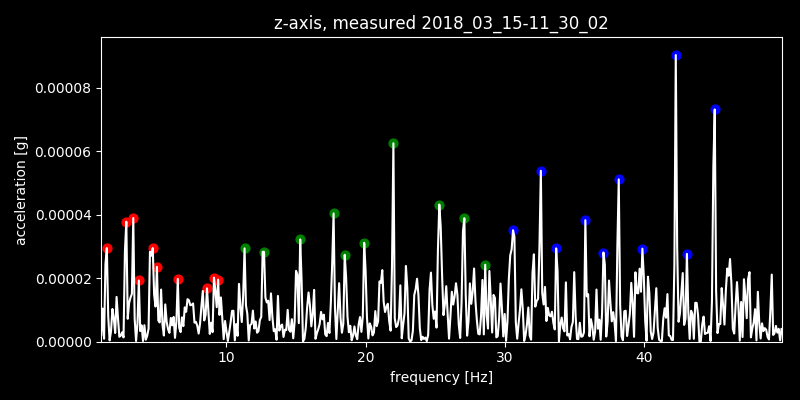 z-axis, measured 2018_03_15-11_30_02
acceleration [g]
0.00008
0.00006
0.00004
0.00002
0.00000
10 20 30 40
frequency [Hz]